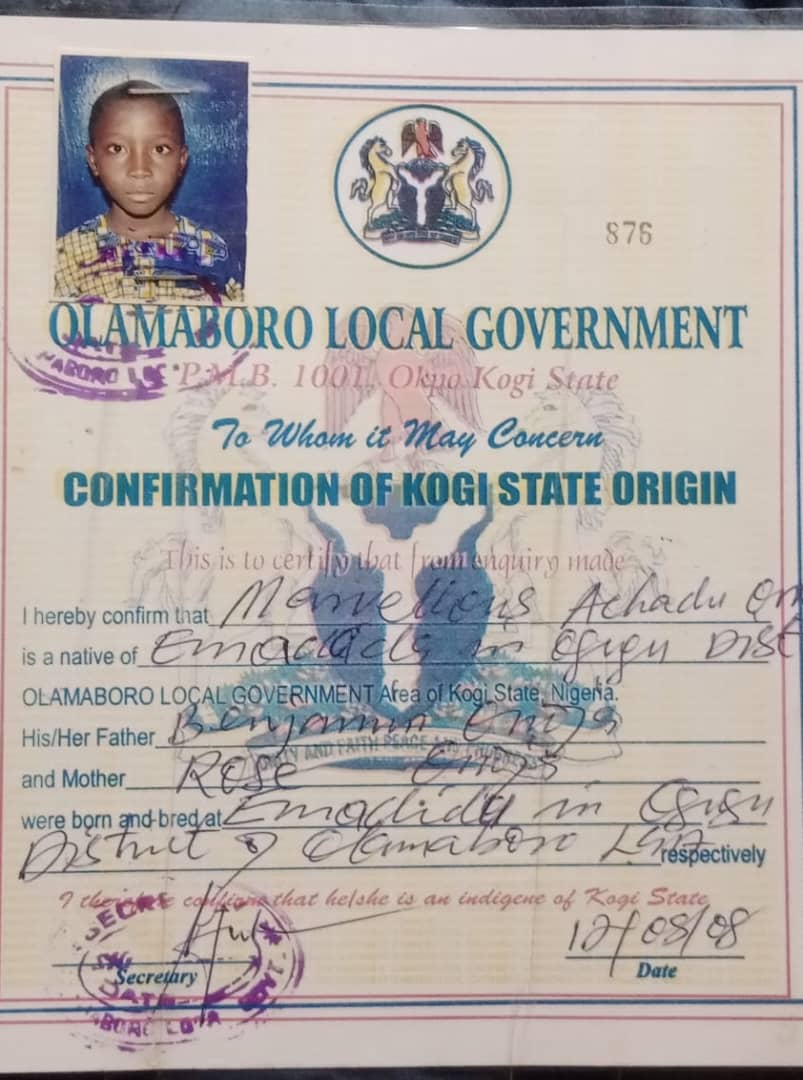 876
OLAMABORO LOCAL GOVERNMENT
P.M.B. 1001, Okpo Kogi State
To Whom it May Concern
CONFIRMATION OF KOGI STATE ORIGIN
This is to certify that from enquiry made
I hereby confirm that Marvellous Achadu
is a native of Emadida in Ogugu Dist
OLAMABORO LOCAL GOVERNMENT Area of Kogi State, Nigeria.
His/Her Father Benjamin
and Mother Rose
were born and bred at Emadida in Ogugu
District of Olamaboro LGA respectively
I therefore confirm that he/she is an indigene of Kogi State
12/08/08
Secretary
Date